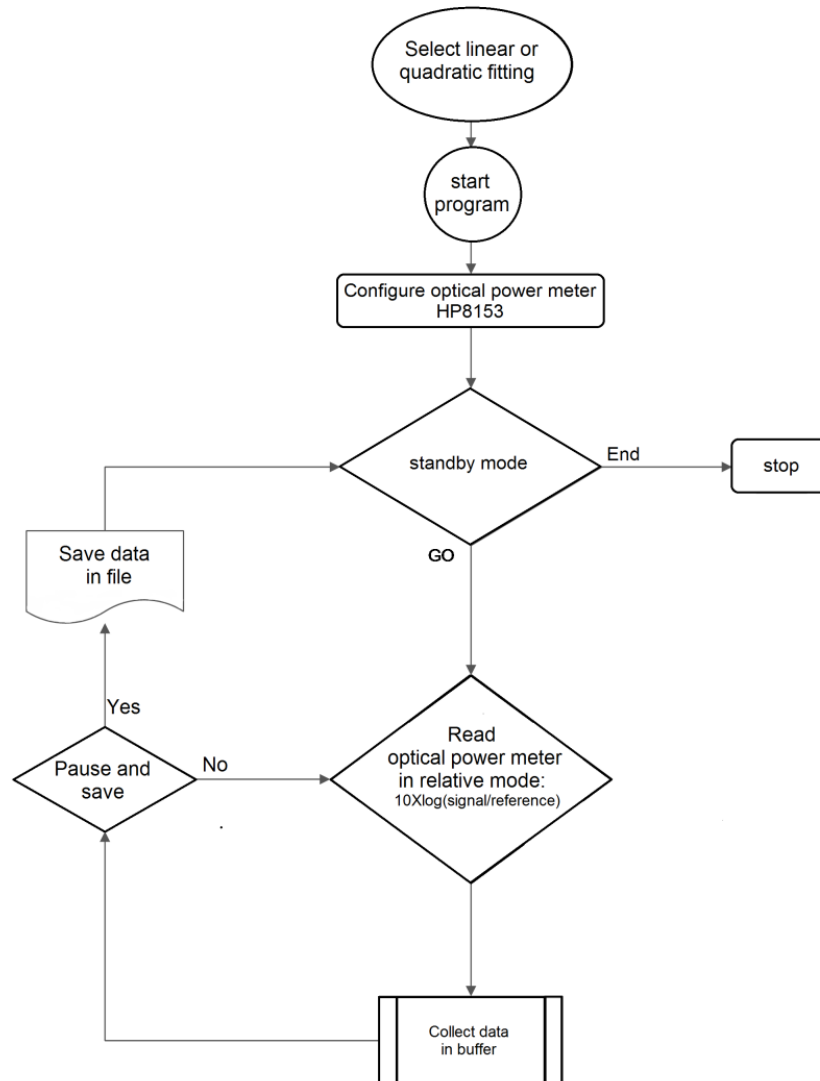 Select linear or
quadratic fitting
start
program
Configure optical power meter
HP8153
standby mode
End
stop
GO
Save data
in file
Yes
Pause and
save
No
Read
optical power meter
in relative mode:
10Xlog(signal/reference)
Collect data
in buffer